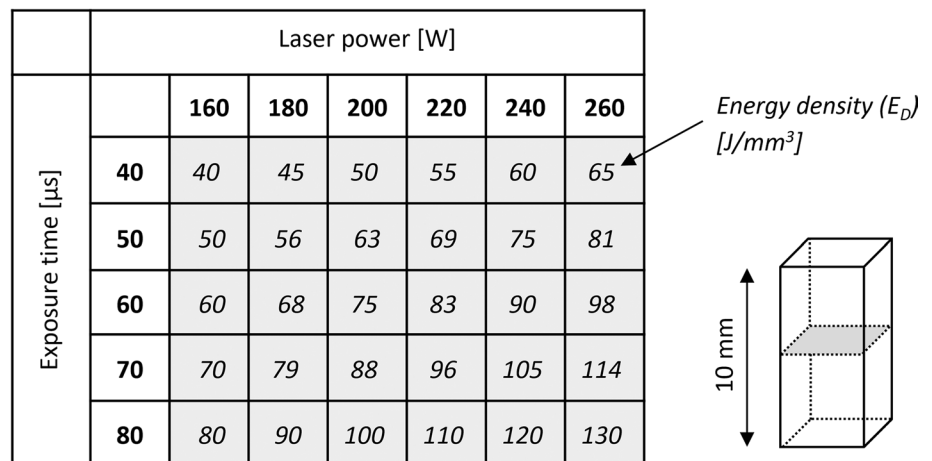 Laser power [W]
160 180 200 220 240 260
Exposure time [µs]
40 40 45 50 55 60 65
50 50 56 63 69 75 81
60 60 68 75 83 90 98
70 70 79 88 96 105 114
80 80 90 100 110 120 130
Energy density (E_D)
[J/mm³]
10 mm